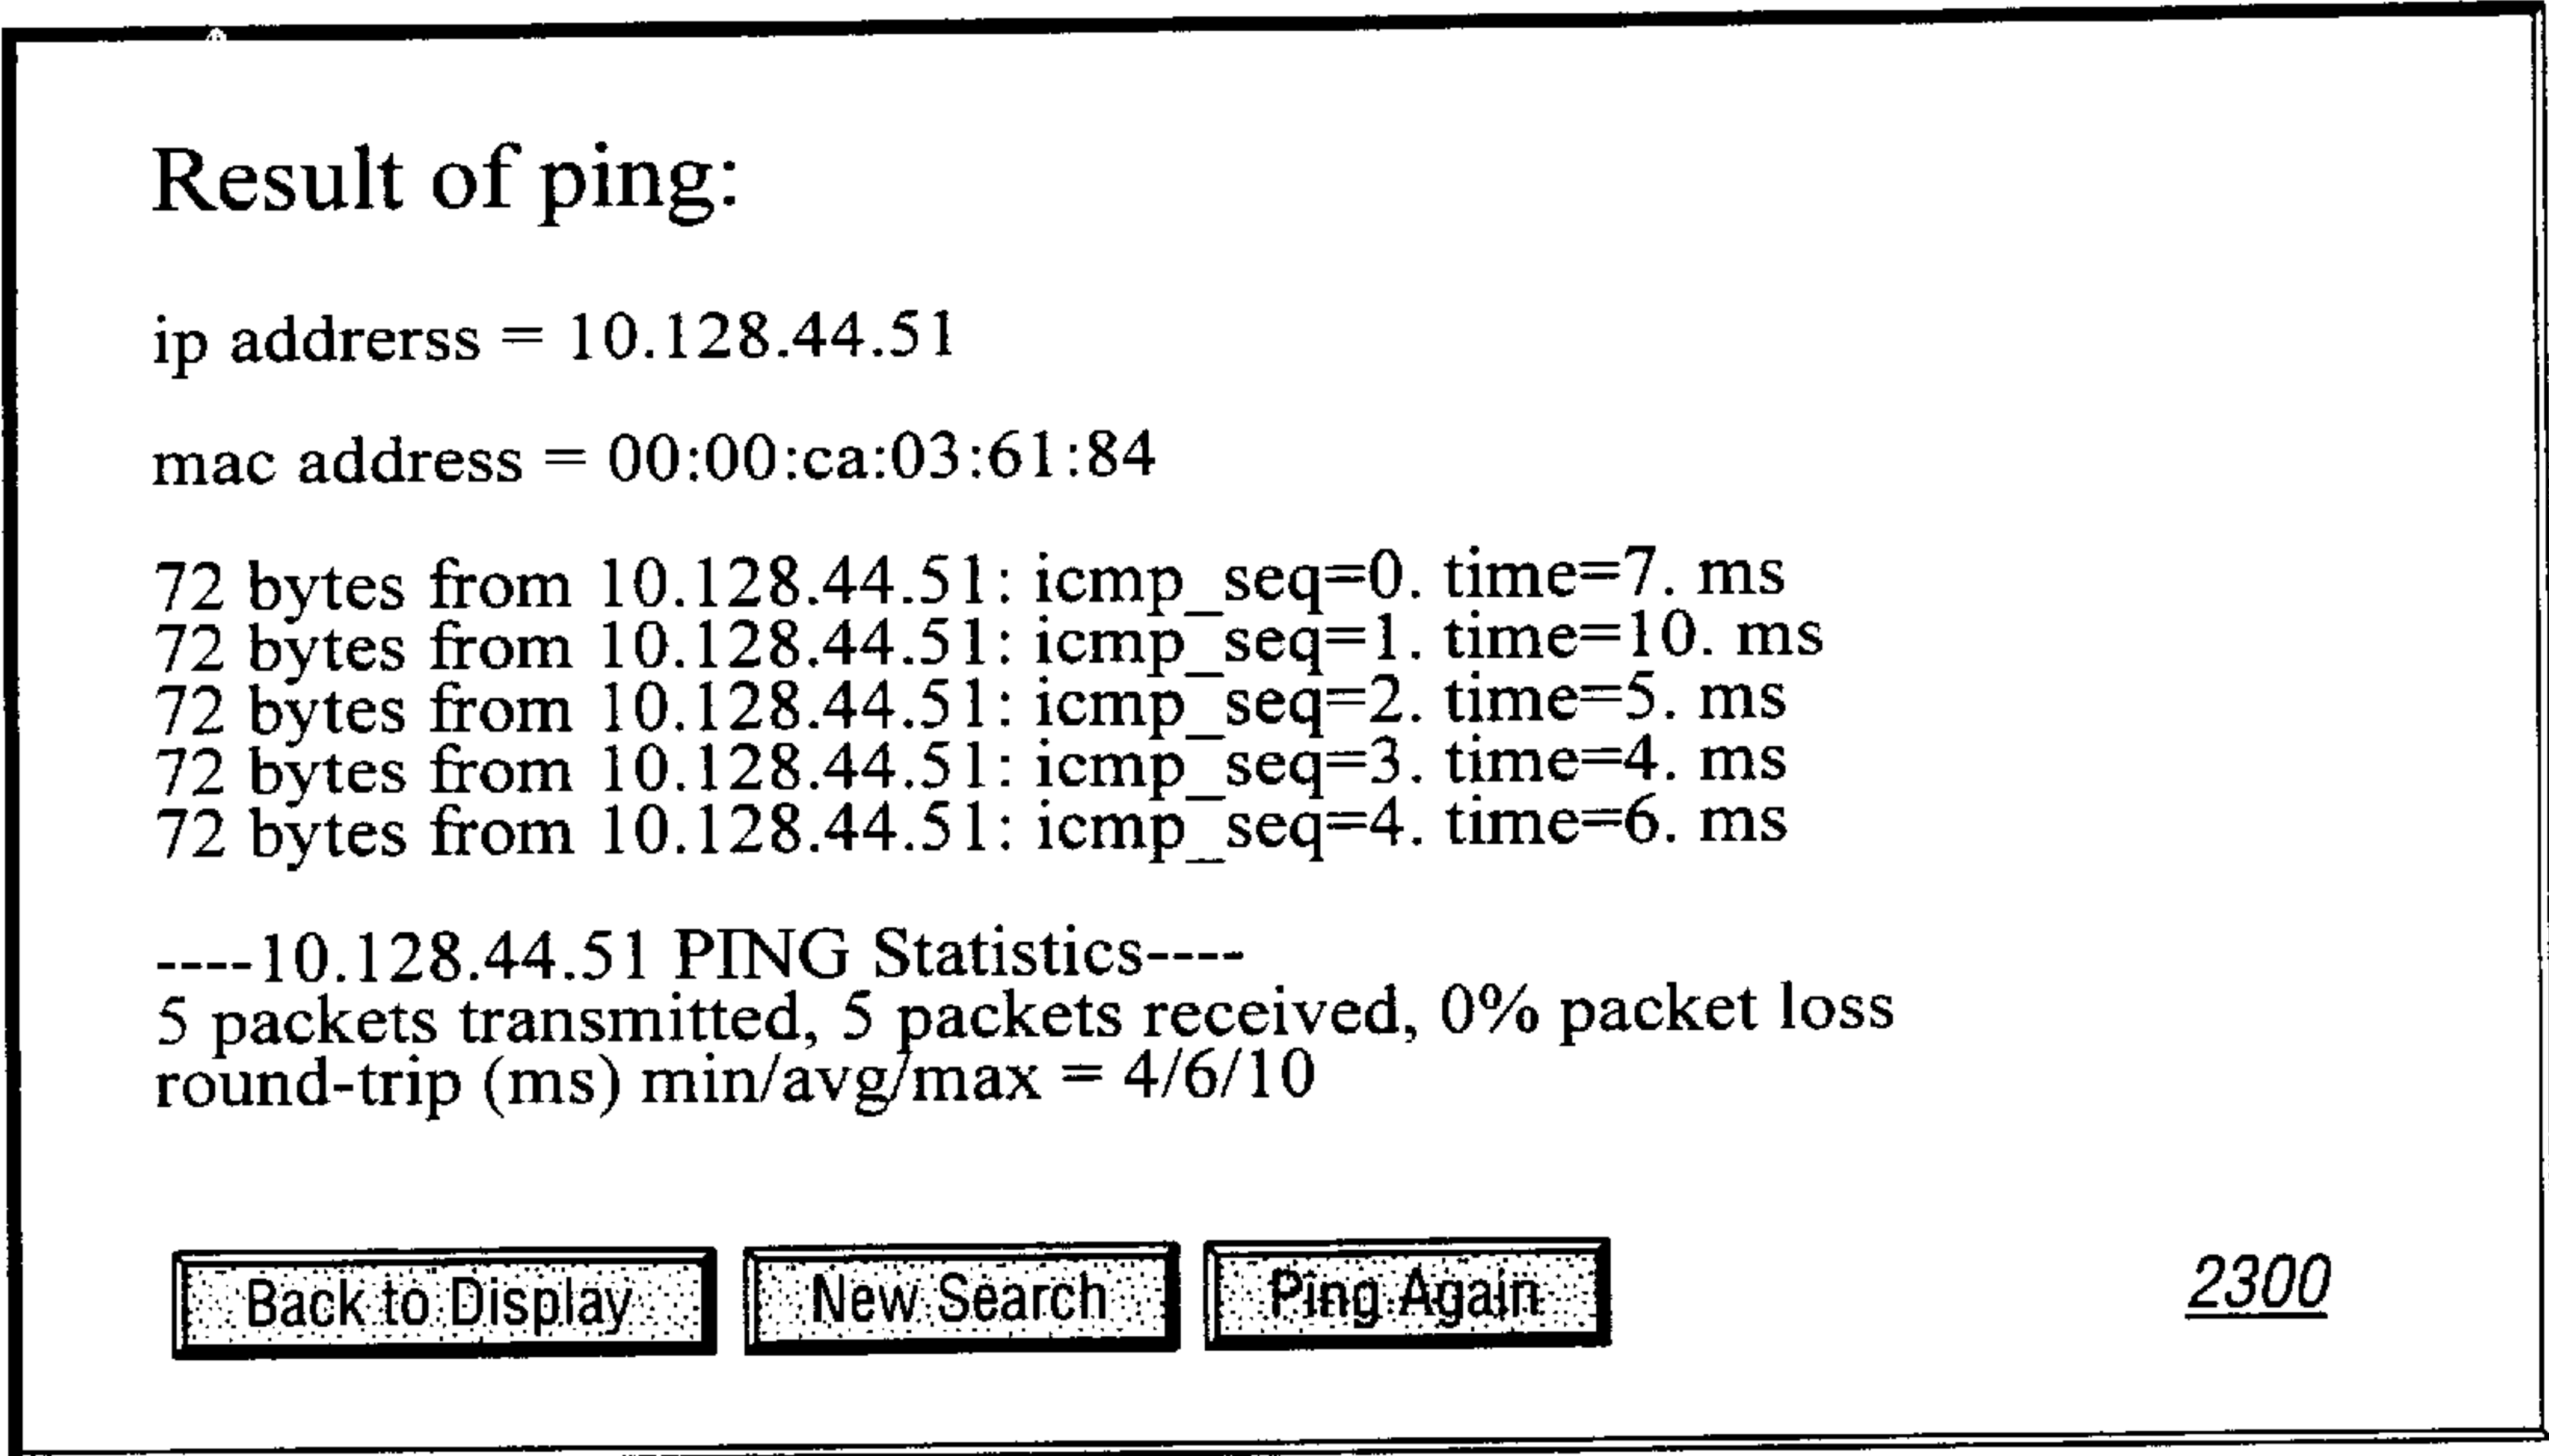 Result of ping:
ip addrerss = 10.128.44.51
mac address = 00:00:ca:03:61:84
72 bytes from 10.128.44.51: icmp_seq=0. time=7. ms
72 bytes from 10.128.44.51: icmp_seq=1. time=10. ms
72 bytes from 10.128.44.51: icmp_seq=2. time=5. ms
72 bytes from 10.128.44.51: icmp_seq=3. time=4. ms
72 bytes from 10.128.44.51: icmp_seq=4. time=6. ms
----10.128.44.51 PING Statistics----
5 packets transmitted, 5 packets received, 0% packet loss
round-trip (ms) min/avg/max = 4/6/10
Back to Display New Search Ping Again 2300